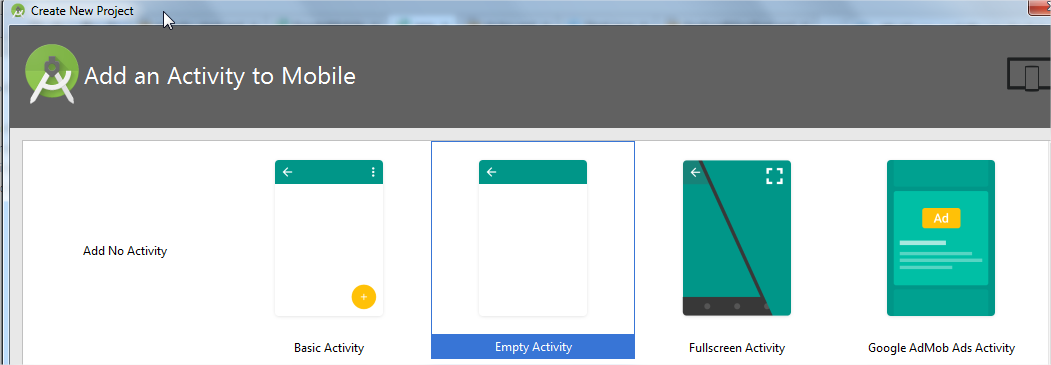 Create New Project
Add an Activity to Mobile
Add No Activity
Ad
Basic Activity
Empty Activity
Fullscreen Activity
Google AdMob Ads Activity